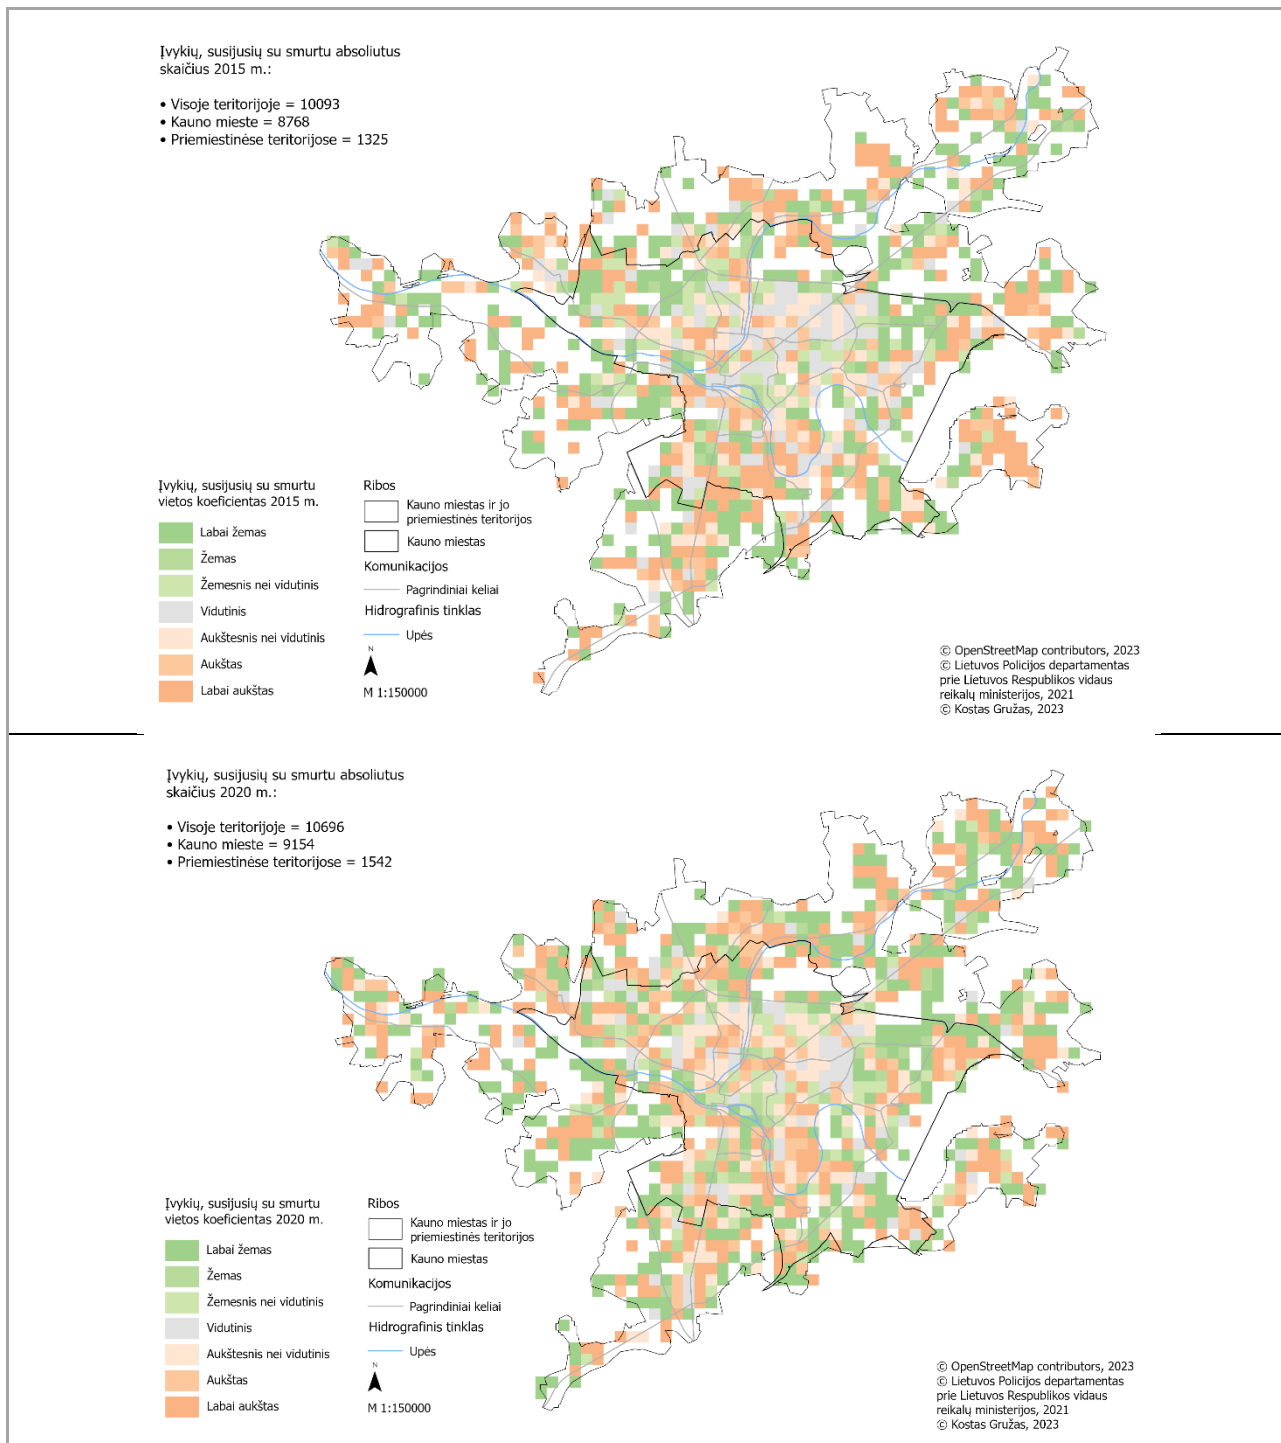 Įvykių, susijusių su smurtu absoliutus
skaičius 2015 m.:
• Visoje teritorijoje = 10093
• Kauno mieste = 8768
• Priemiestinėse teritorijose = 1325
Įvykių, susijusių su smurtu
vietos koeficientas 2015 m.
Labai žemas
Žemas
Žemesnis nei vidutinis
Vidutinis
Aukštesnis nei vidutinis
Aukštas
Labai aukštas
Ribos
Kauno miestas ir jo
priemiestinės teritorijos
Kauno miestas
Komunikacijos
Pagrindiniai keliai
Hidrografinis tinklas
Upės
N
M 1:150000
© OpenStreetMap contributors, 2023
© Lietuvos Policijos departamentas
prie Lietuvos Respublikos vidaus
reikalų ministerijos, 2021
© Kostas Gružas, 2023
Įvykių, susijusių su smurtu absoliutus
skaičius 2020 m.:
• Visoje teritorijoje = 10696
• Kauno mieste = 9154
• Priemiestinėse teritorijose = 1542
Įvykių, susijusių su smurtu
vietos koeficientas 2020 m.
Labai žemas
Žemas
Žemesnis nei vidutinis
Vidutinis
Aukštesnis nei vidutinis
Aukštas
Labai aukštas
Ribos
Kauno miestas ir jo
priemiestinės teritorijos
Kauno miestas
Komunikacijos
Pagrindiniai keliai
Hidrografinis tinklas
Upės
N
M 1:150000
© OpenStreetMap contributors, 2023
© Lietuvos Policijos departamentas
prie Lietuvos Respublikos vidaus
reikalų ministerijos, 2021
© Kostas Gružas, 2023